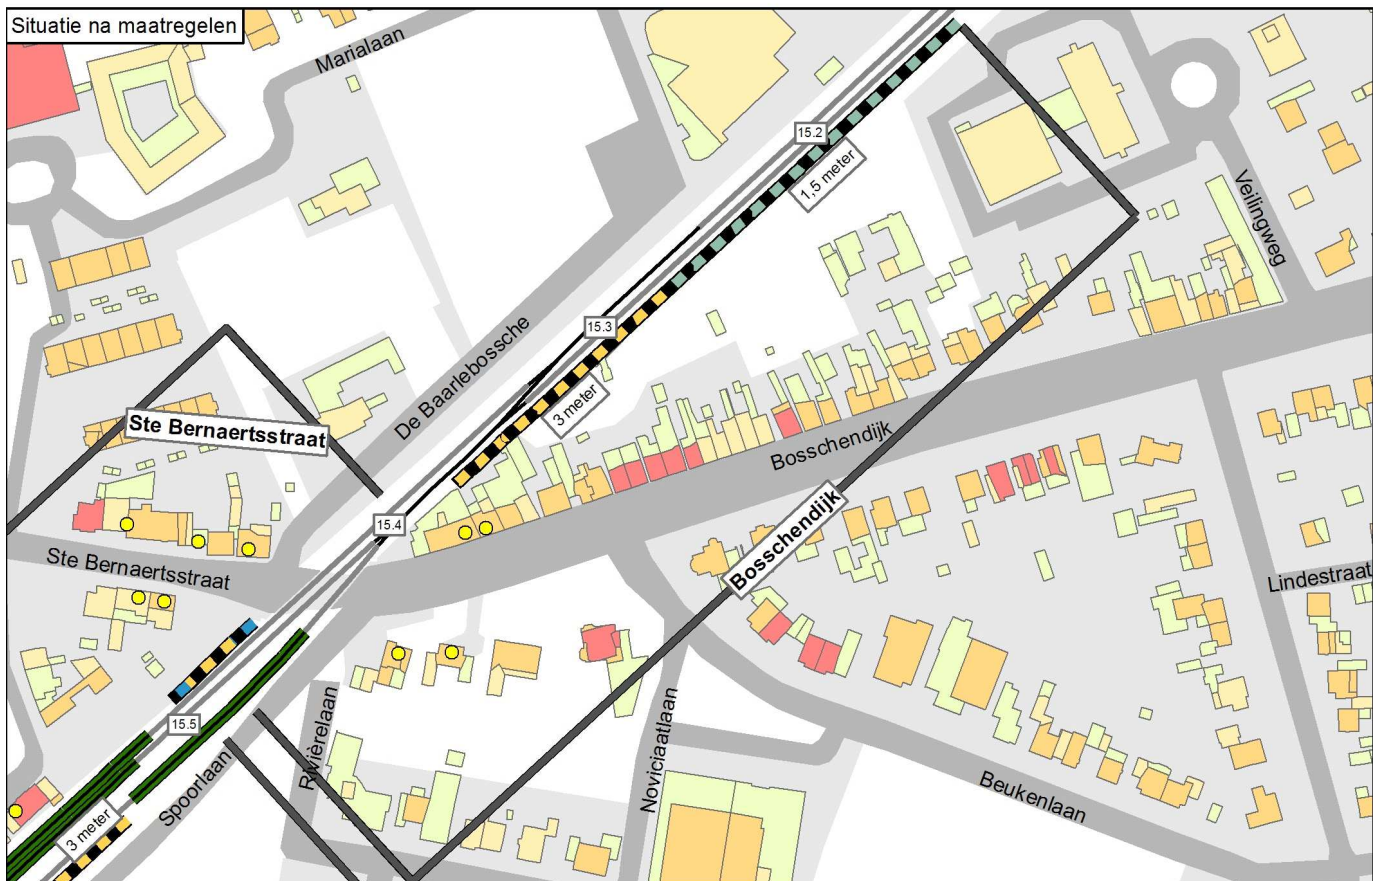 Situatie na maatregelen
Marialaan
15.2
1,5 meter
Veilingweg
De Baarlebossche
15.3
3 meter
Ste Bernaertsstraat
Bosschendijk
15.4
Bosschendijk
Ste Bernaertsstraat
Lindestraat
15.5
Rivièrelaan
Noviciaatlaan
Spoorlaan
Beukenlaan
3 meter